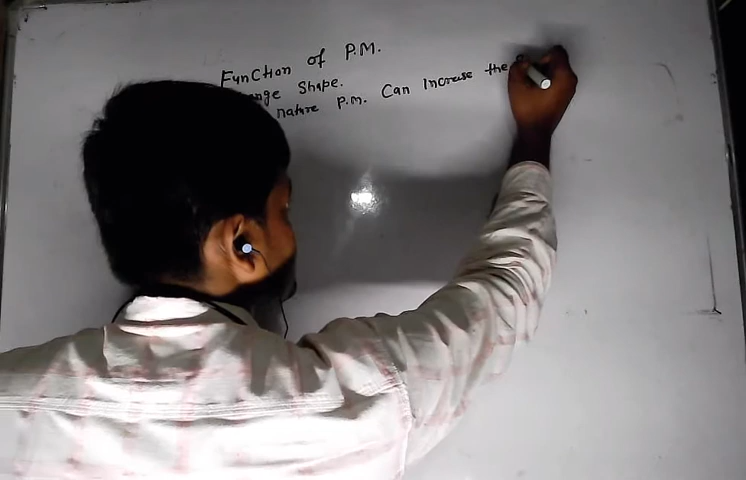 Function of P.M.
Shape.
nature P.M. Can Increase the